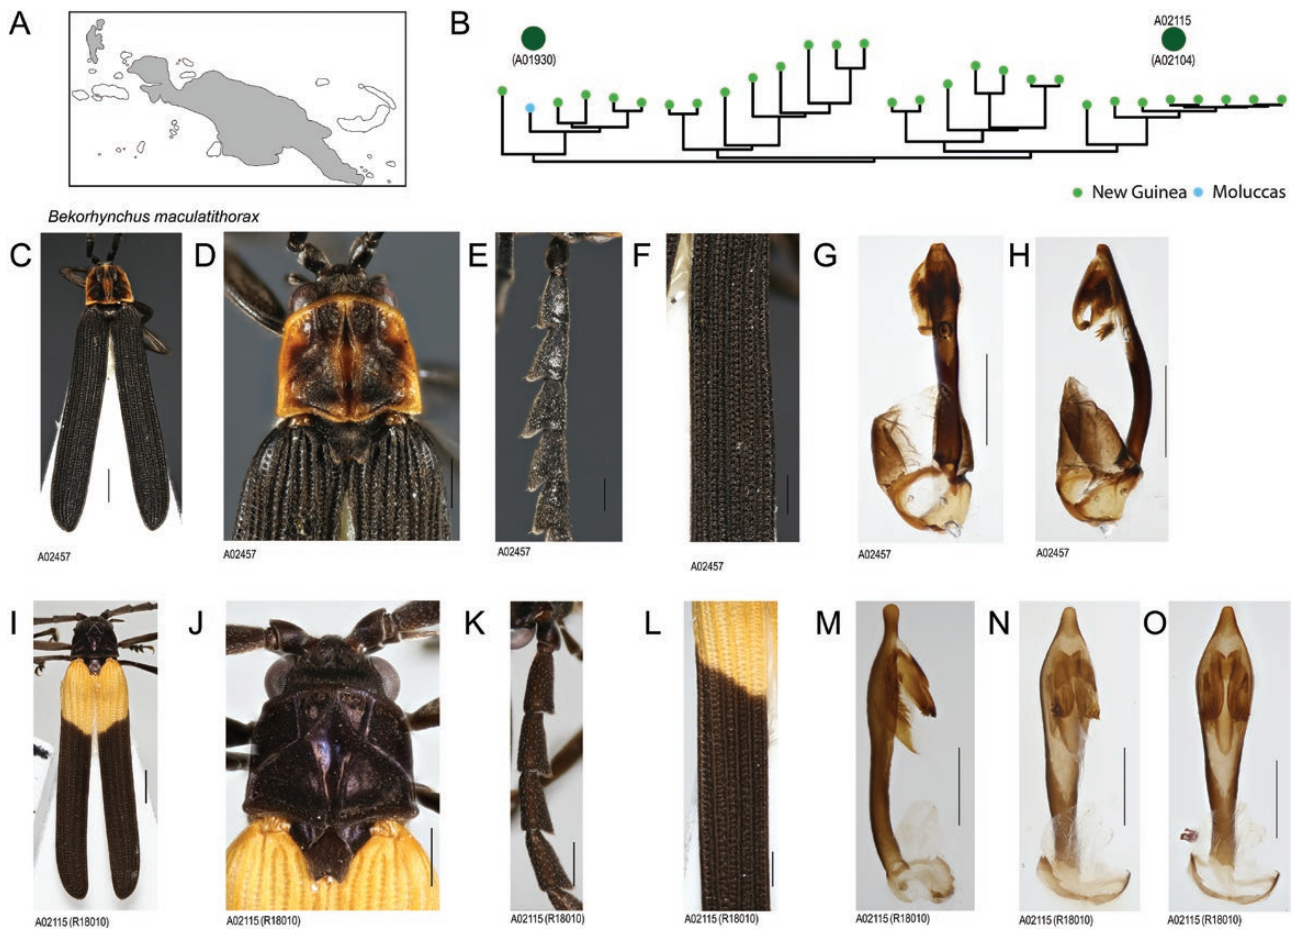 A
B
A02115
(A01930)
(A02104)
New Guinea
Moluccas
Bekorhynchus maculatithorax
C
D
E
F
G
H
A02457
A02457
A02457
A02457
A02457
A02457
I
J
K
L
M
N
O
A02115 (R18010)
A02115 (R18010)
A02115 (R18010)
A02115 (R18010)
A02115 (R18010)
A02115 (R18010)
A02115 (R18010)